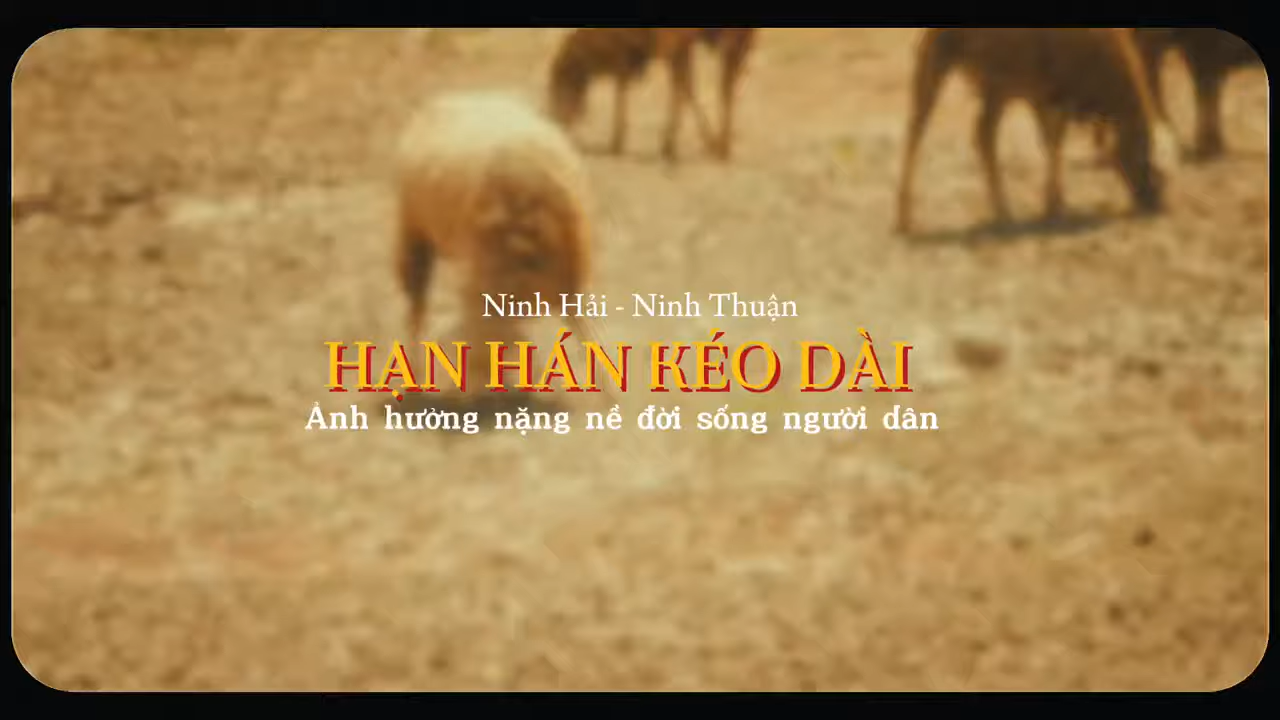 Ninh Hải - Ninh Thuận
HẠN HÁN KÉO DÀI
Ảnh hưởng nặng nề đời sống người dân